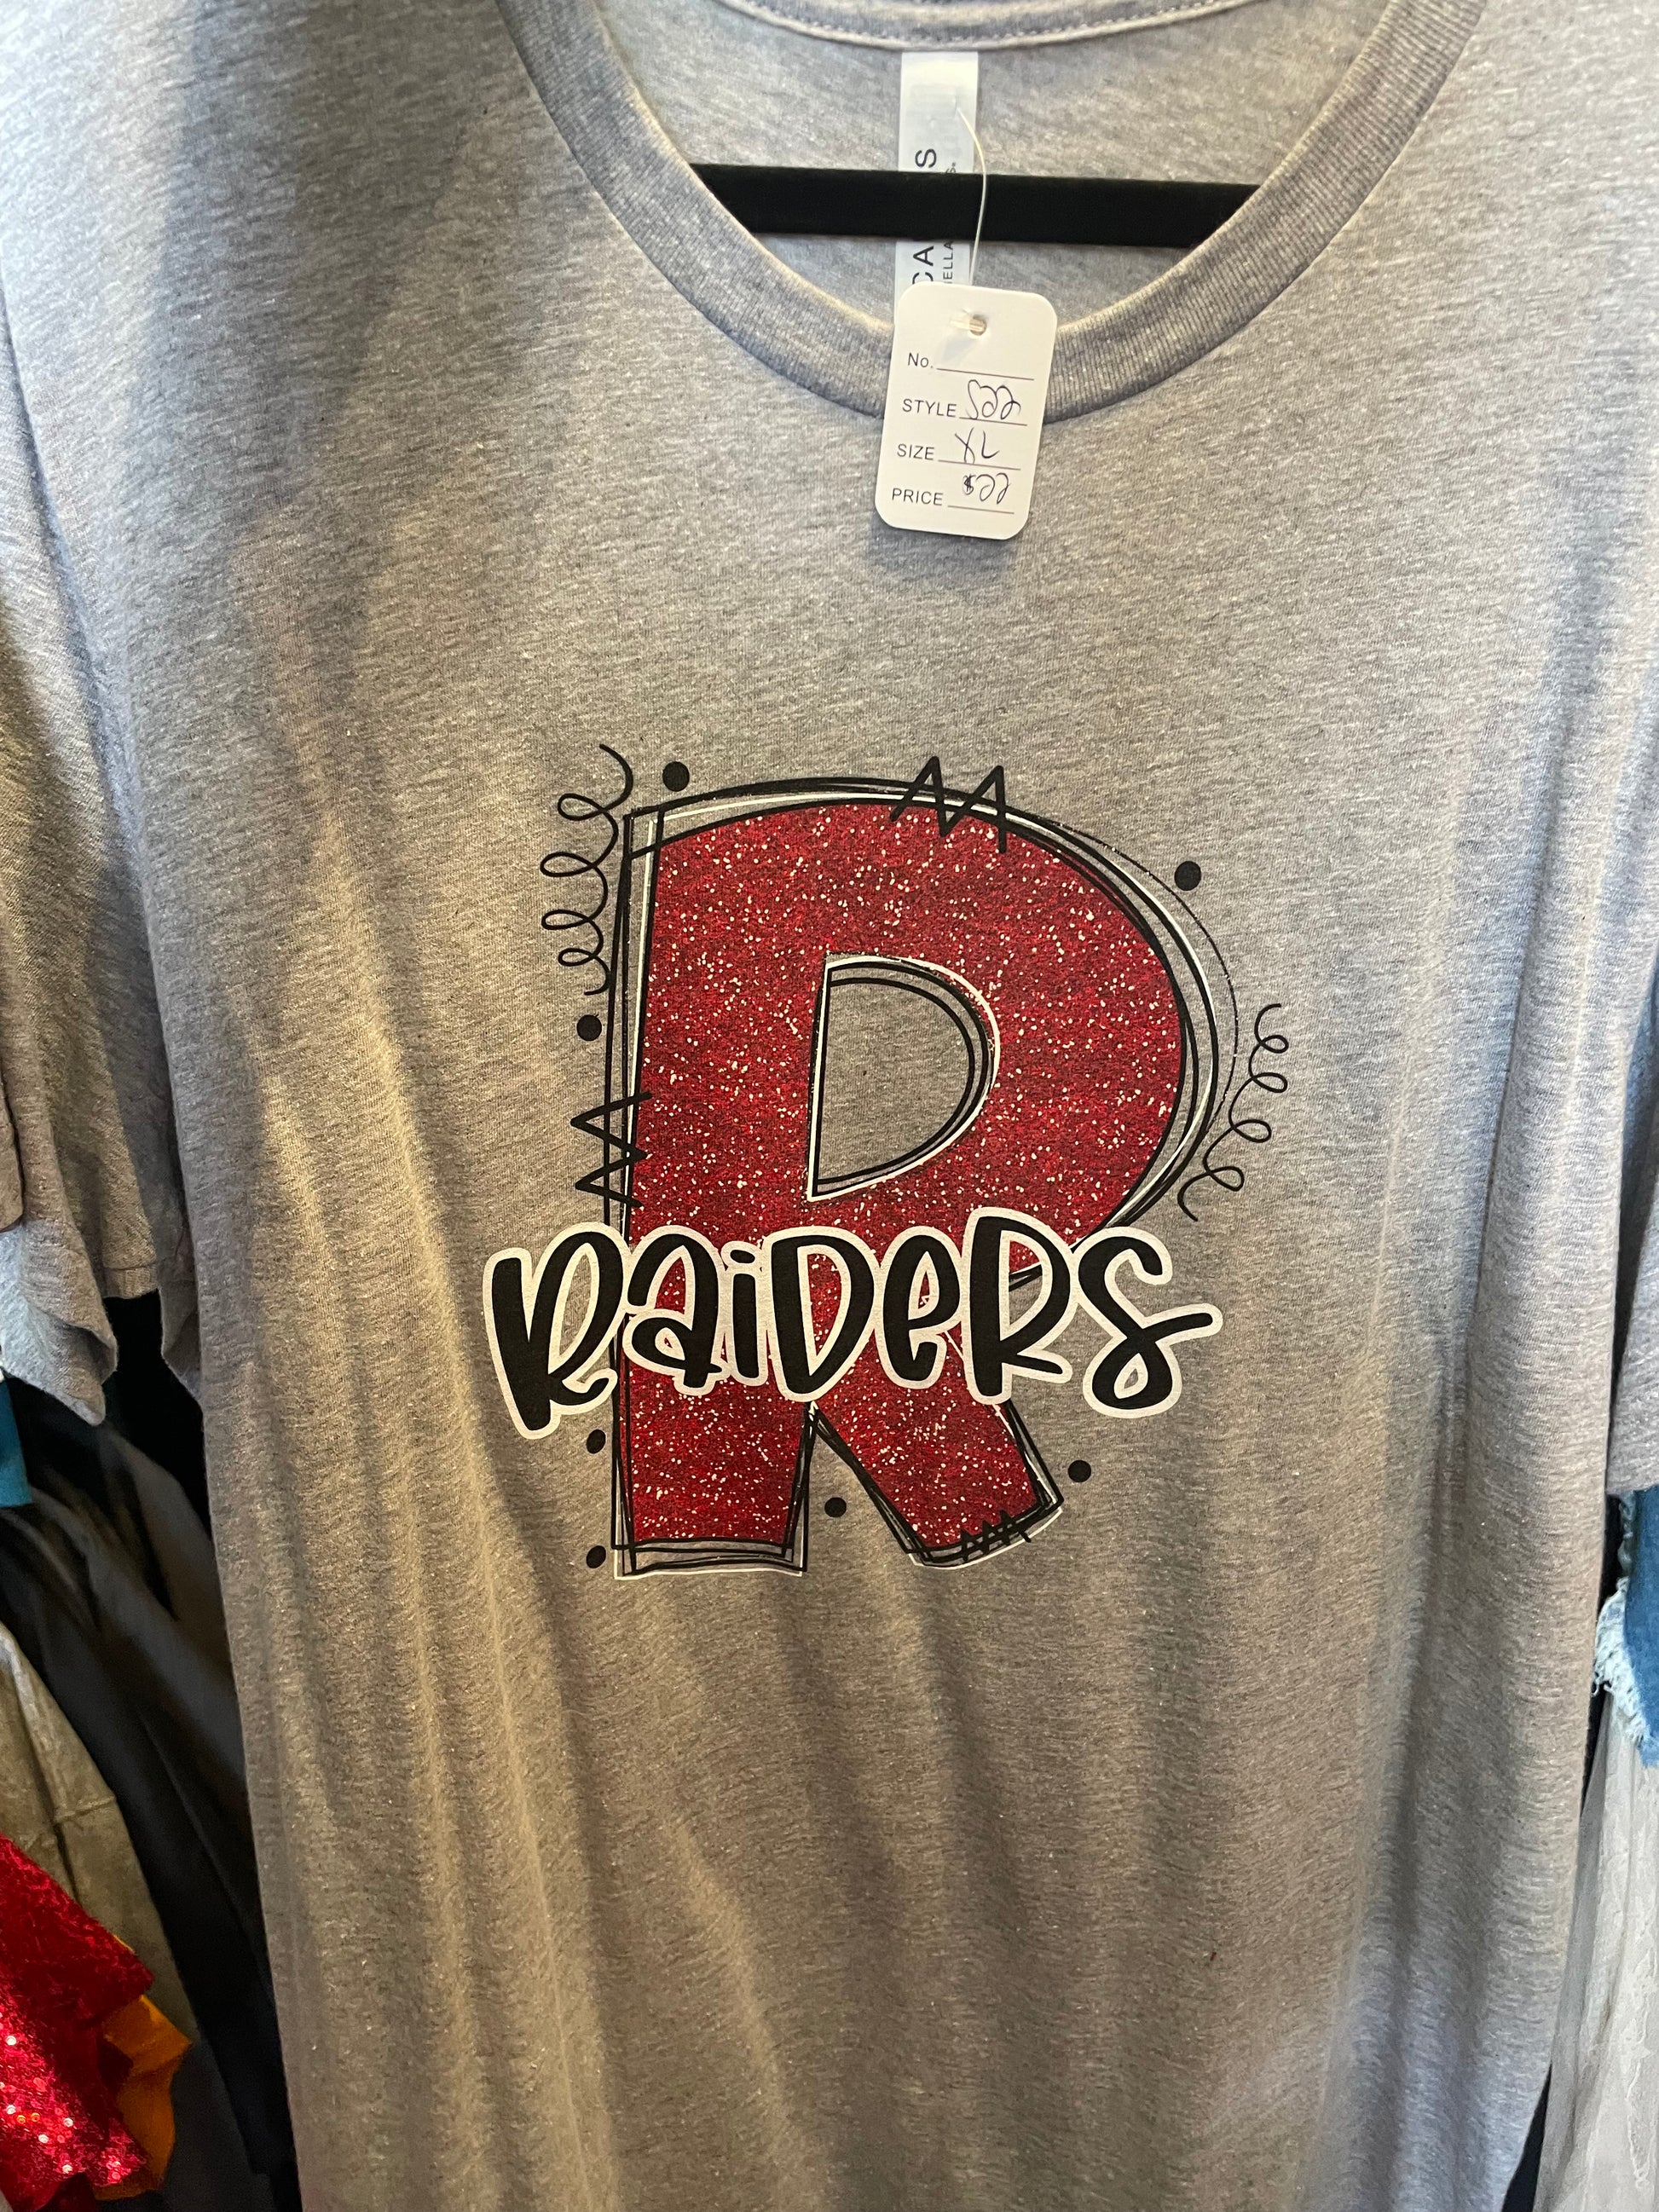 No.
STYLE
SIZE XL
PRICE
RaiDeRS